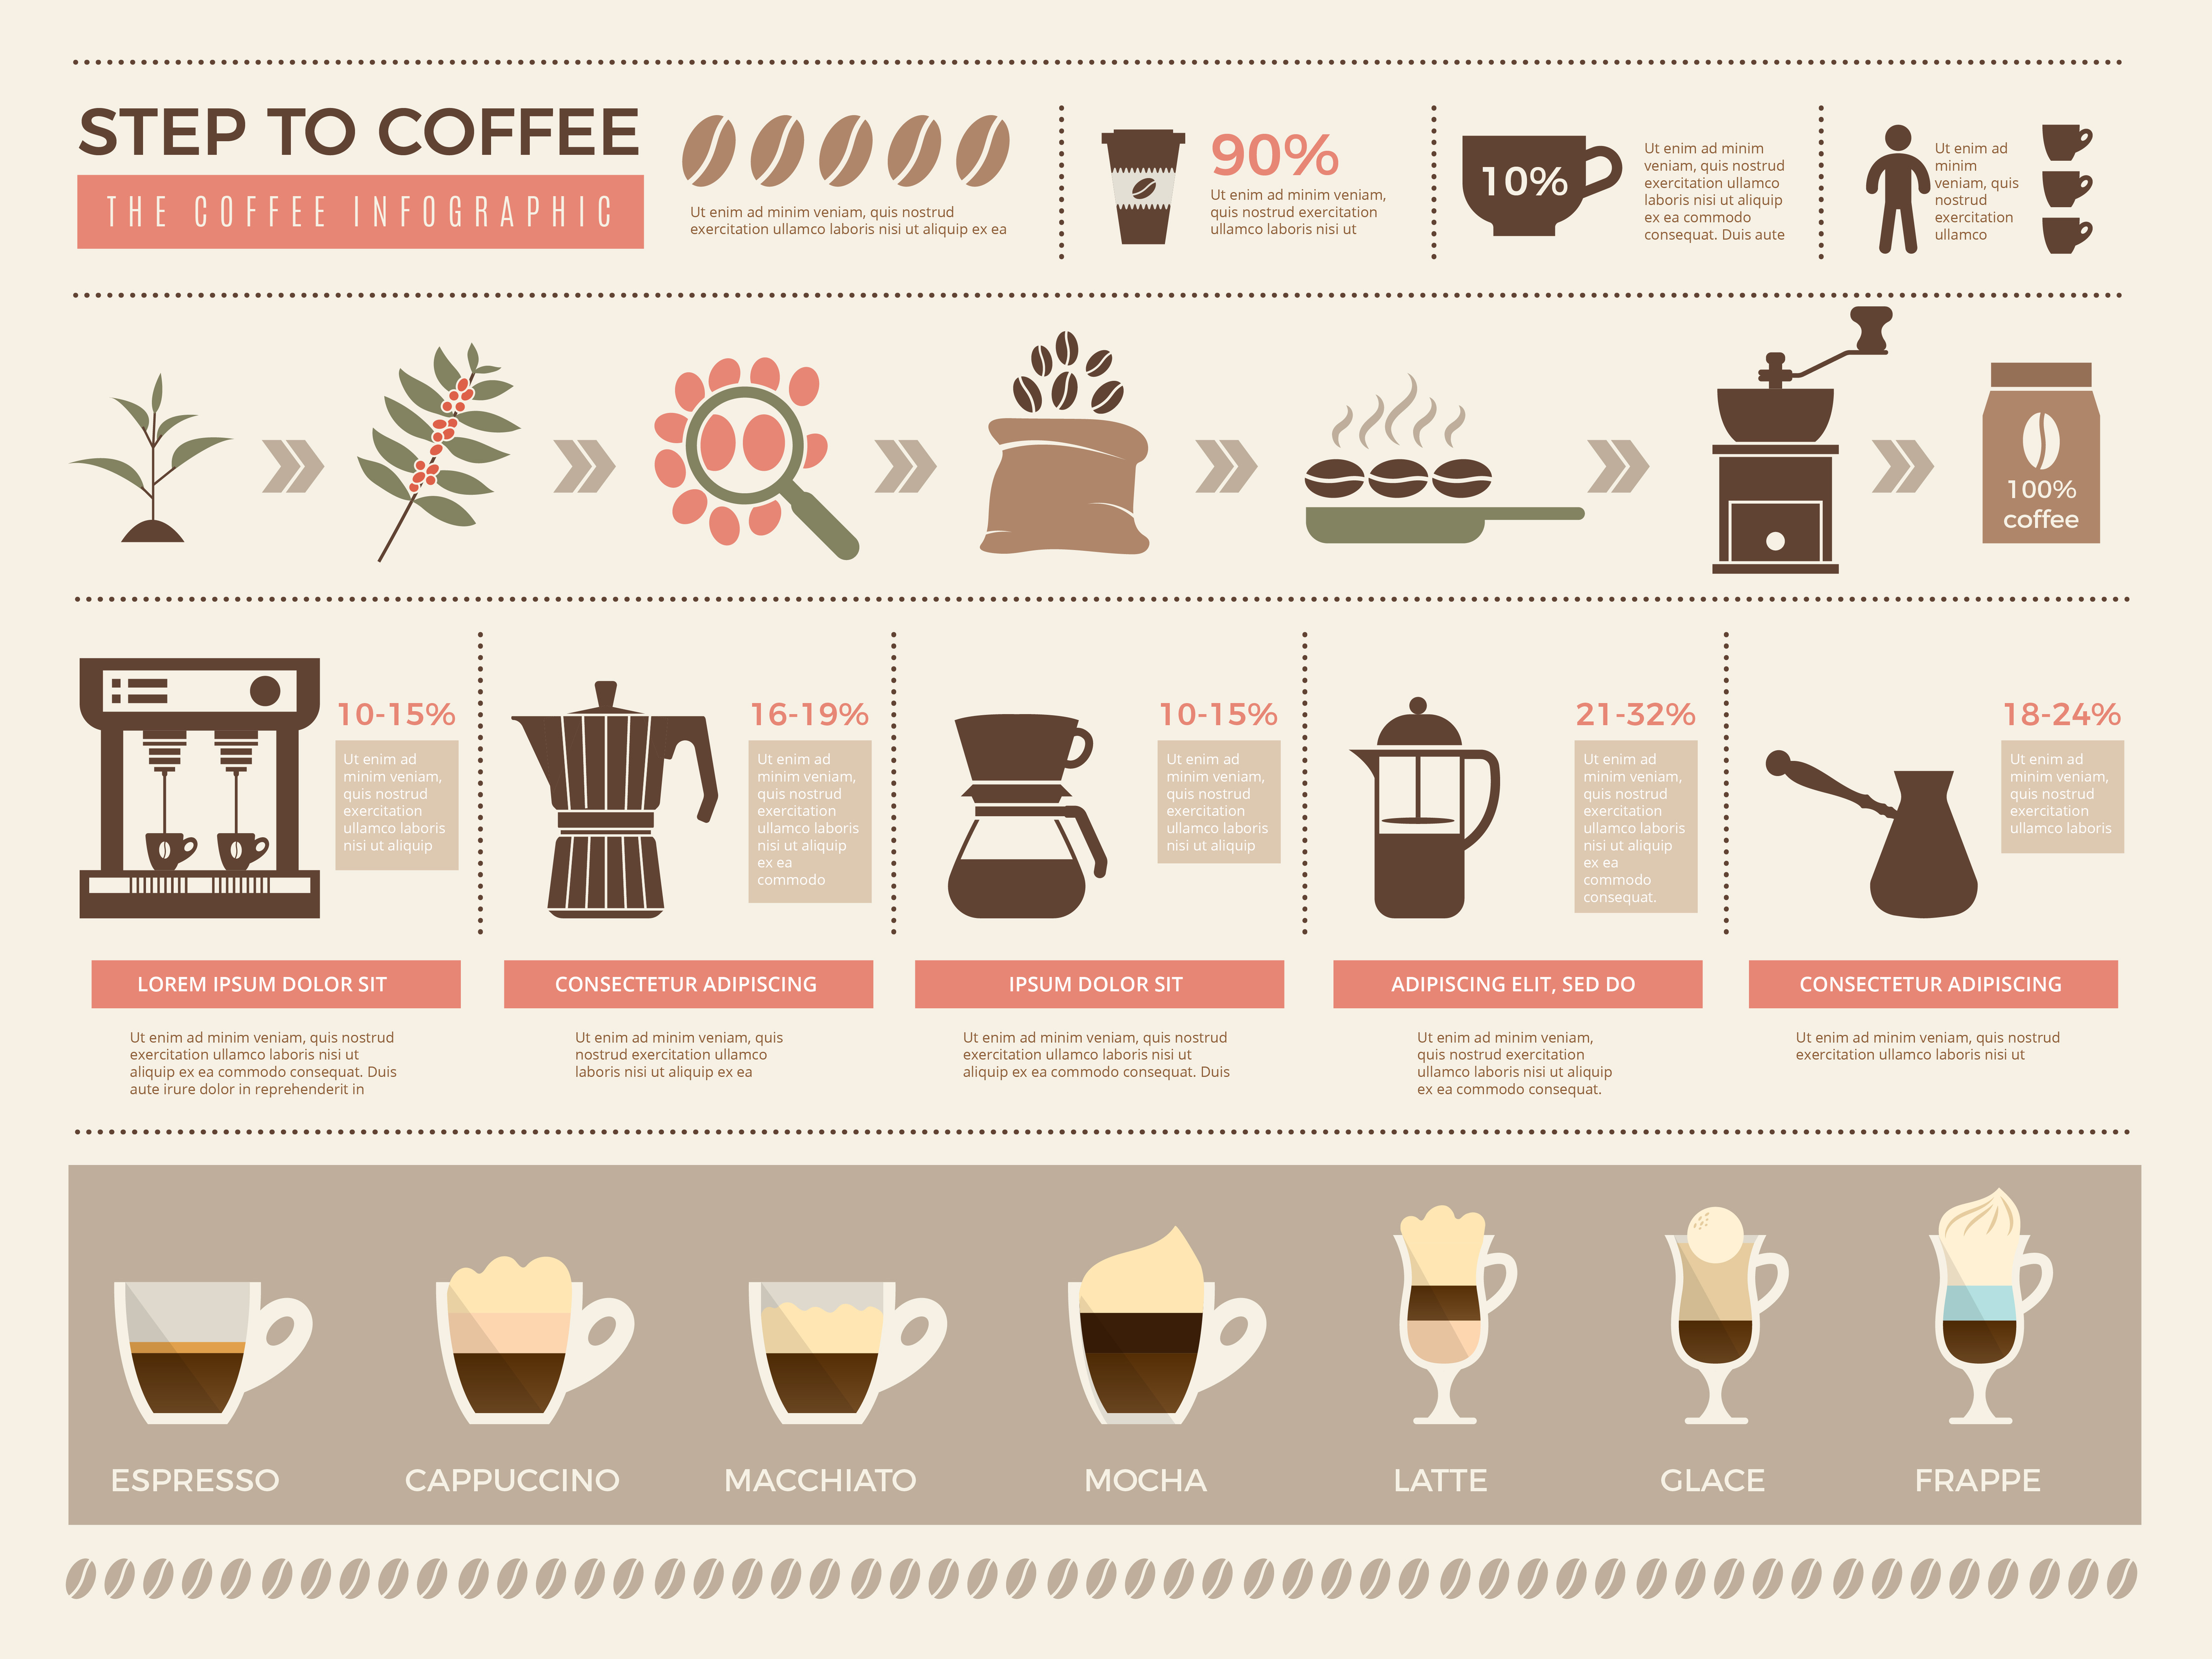 STEP TO COFFEE
THE COFFEE INFOGRAPHIC
Ut enim ad minim veniam, quis nostrud
exercitation ullamco laboris nisi ut aliquip ex ea
90%
Ut enim ad minim veniam,
quis nostrud exercitation
ullamco laboris nisi ut
10%
Ut enim ad minim
veniam, quis nostrud
exercitation ullamco
laboris nisi ut aliquip
ex ea commodo
consequat. Duis aute
Ut enim ad
minim
veniam, quis
nostrud
exercitation
ullamco
100%
coffee
10-15%
Ut enim ad
minim veniam,
quis nostrud
exercitation
ullamco laboris
nisi ut aliquip
16-19%
Ut enim ad
minim veniam,
quis nostrud
exercitation
ullamco laboris
nisi ut aliquip
ex ea
commodo
10-15%
Ut enim ad
minim veniam,
quis nostrud
exercitation
ullamco laboris
nisi ut aliquip
21-32%
Ut enim ad
minim veniam,
quis nostrud
exercitation
ullamco laboris
nisi ut aliquip
ex ea
commodo
consequat.
18-24%
Ut enim ad
minim veniam,
quis nostrud
exercitation
ullamco laboris
LOREM IPSUM DOLOR SIT
Ut enim ad minim veniam, quis nostrud
exercitation ullamco laboris nisi ut
aliquip ex ea commodo consequat. Duis
aute irure dolor in reprehenderit in
CONSECTETUR ADIPISCING
Ut enim ad minim veniam, quis
nostrud exercitation ullamco
laboris nisi ut aliquip ex ea
IPSUM DOLOR SIT
Ut enim ad minim veniam, quis nostrud
exercitation ullamco laboris nisi ut
aliquip ex ea commodo consequat. Duis
ADIPISCING ELIT, SED DO
Ut enim ad minim veniam,
quis nostrud exercitation
ullamco laboris nisi ut aliquip
ex ea commodo consequat.
CONSECTETUR ADIPISCING
Ut enim ad minim veniam, quis nostrud
exercitation ullamco laboris nisi ut
ESPRESSO
CAPPUCCINO
MACCHIATO
MOCHA
LATTE
GLACE
FRAPPE